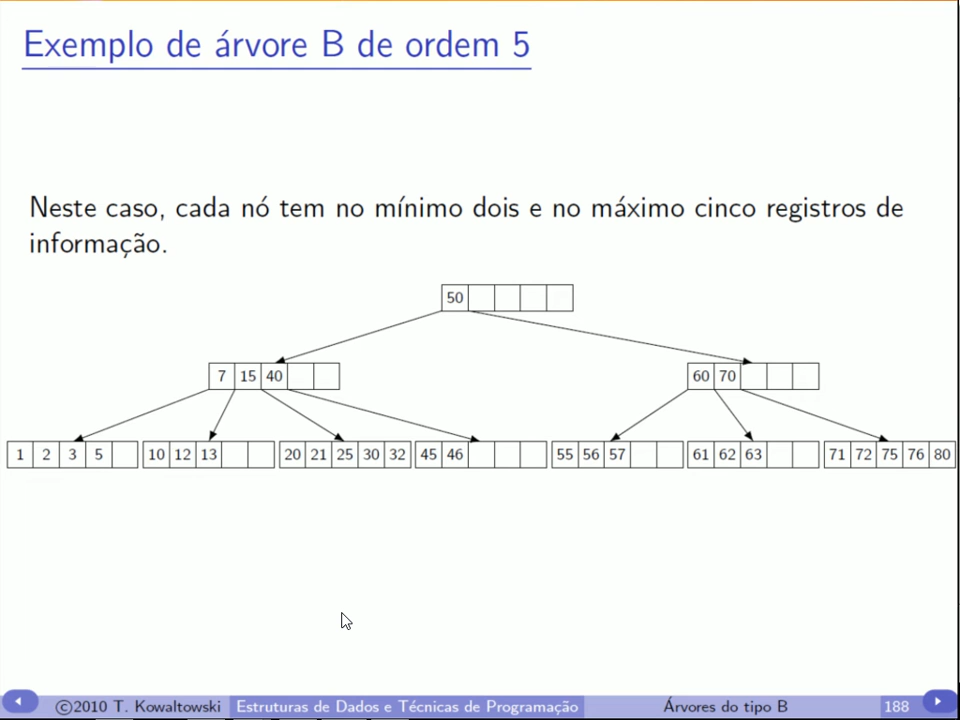 Exemplo de árvore B de ordem 5
Neste caso, cada nó tem no mínimo dois e no máximo cinco registros de
informação.
50
7 15 40
60 70
1 2 3 5
10 12 13
20 21 25 30 32
45 46
55 56 57
61 62 63
71 72 75 76 80
©2010 T. Kowaltowski Estruturas de Dados e Técnicas de Programação Árvores do tipo B 188